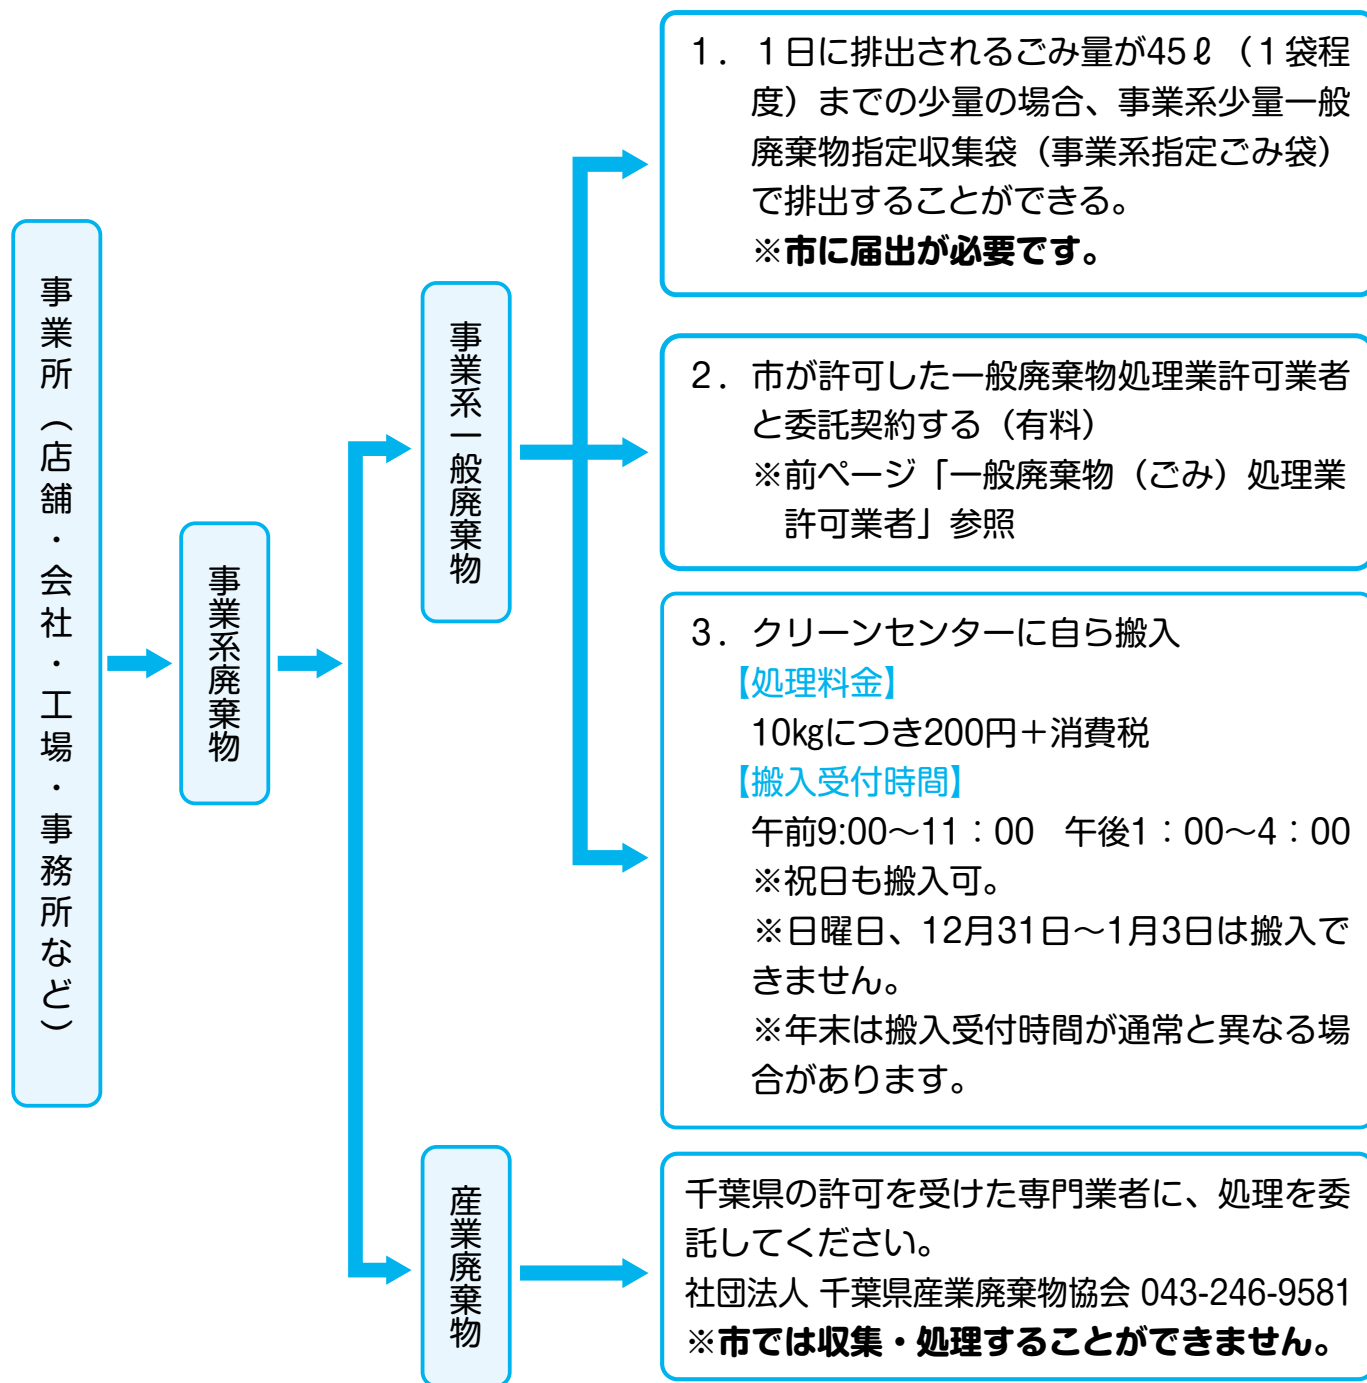 事業所（店舗・会社・工場・事務所など）
事業系廃棄物
事業系一般廃棄物
1．1日に排出されるごみ量が45ℓ（1袋程
度）までの少量の場合、事業系少量一般
廃棄物指定収集袋（事業系指定ごみ袋）
で排出することができる。
※市に届出が必要です。
2．市が許可した一般廃棄物処理業許可業者
と委託契約する（有料）
※前ページ「一般廃棄物（ごみ）処理業
許可業者」参照
3．クリーンセンターに自ら搬入
【処理料金】
10㎏につき200円＋消費税
【搬入受付時間】
午前9:00～11：00　午後1：00～4：00
※祝日も搬入可。
※日曜日、12月31日～1月3日は搬入で
きません。
※年末は搬入受付時間が通常と異なる場
合があります。
産業廃棄物
千葉県の許可を受けた専門業者に、処理を委
託してください。
社団法人 千葉県産業廃棄物協会 043-246-9581
※市では収集・処理することができません。